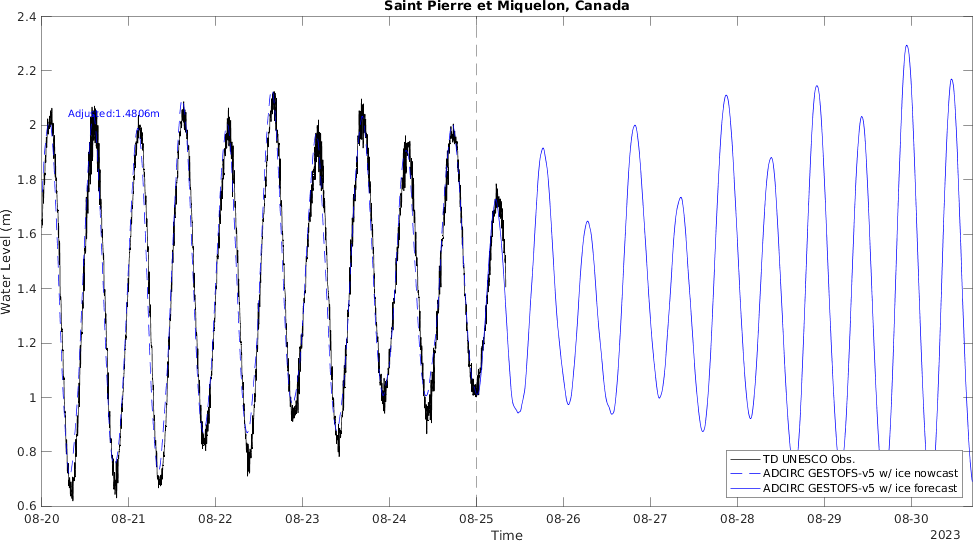 Saint Pierre et Miquelon, Canada
2.4
2.2
2
1.8
1.6
1.4
1.2
1
0.8
0.6
Water Level (m)
Adjusted:1.4806m
TD UNESCO Obs.
ADCIRC GESTOFS-v5 w/ ice nowcast
ADCIRC GESTOFS-v5 w/ ice forecast
08-20 08-21 08-22 08-23 08-24 08-25 08-26 08-27 08-28 08-29 08-30
Time
2023